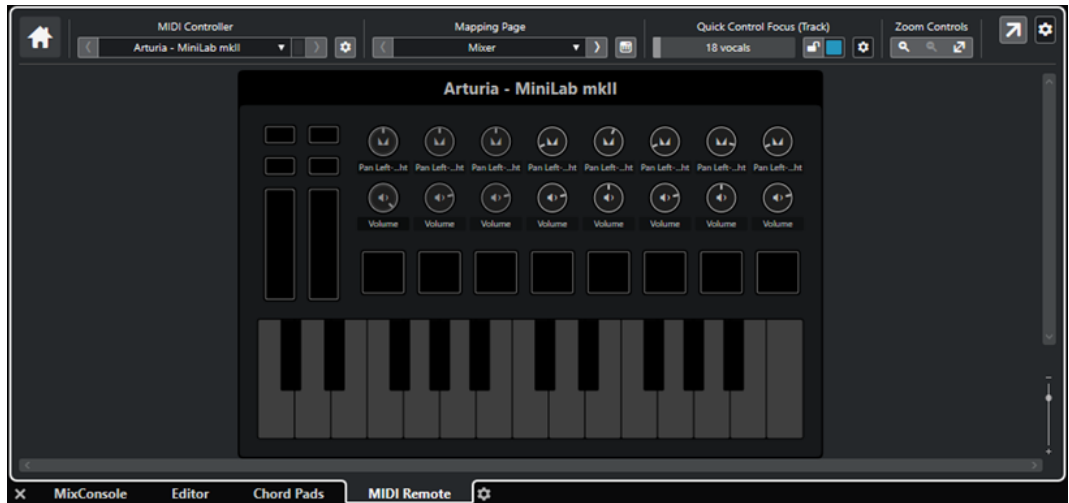 MIDI Controller
Mapping Page
Quick Control Focus (Track)
Zoom Controls
Arturia - MiniLab mkII
Mixer
18 vocals
Arturia - MiniLab mkII
Pan Left-...ht Pan Left-...ht Pan Left-...ht Pan Left-...ht Pan Left-...ht Pan Left-...ht Pan Left-...ht Pan Left-...ht
Volume Volume Volume Volume Volume Volume Volume Volume
MixConsole Editor Chord Pads MIDI Remote